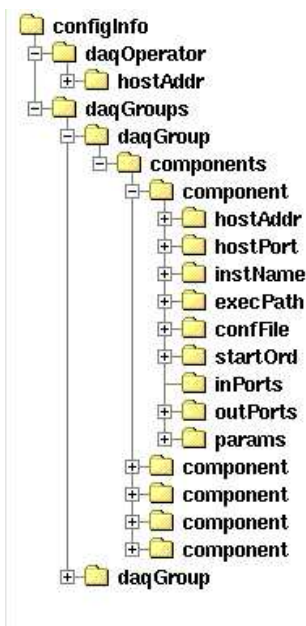 configInfo
daqOperator
hostAddr
daqGroups
daqGroup
components
component
hostAddr
hostPort
instName
execPath
confFile
startOrd
inPorts
outPorts
params
component
component
component
component
daqGroup